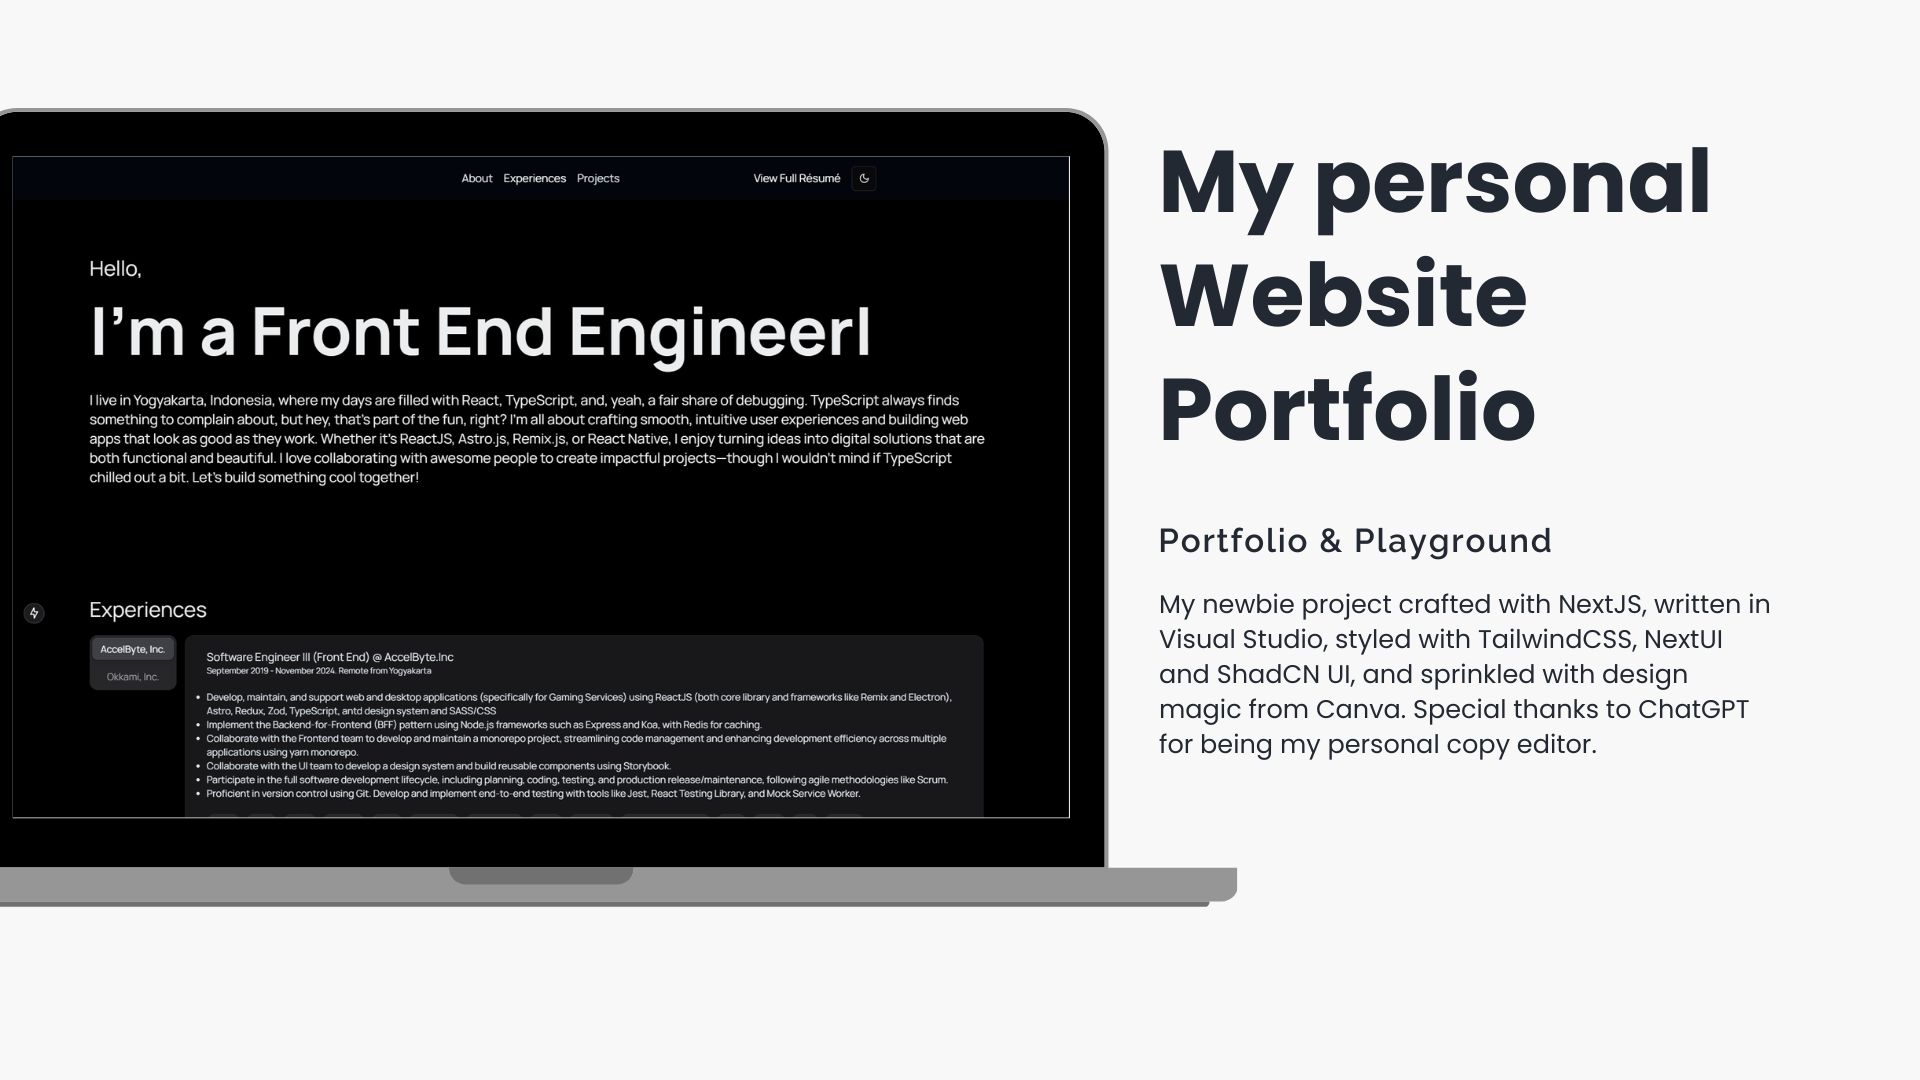 About Experiences Projects View Full Résumé
Hello,
I'm a Front End Engineerl
I live in Yogyakarta, Indonesia, where my days are filled with React, TypeScript, and, yeah, a fair share of debugging. TypeScript always finds
something to complain about, but hey, that's part of the fun, right? I'm all about crafting smooth, intuitive user experiences and building web
apps that look as good as they work. Whether it's ReactJS, Astro.js, Remix.js, or React Native, I enjoy turning ideas into digital solutions that are
both functional and beautiful. I love collaborating with awesome people to create impactful projects—though I wouldn't mind if TypeScript
chilled out a bit. Let's build something cool together!
Experiences
AccelByte, Inc.
Okkami, Inc.
Software Engineer III (Front End) @ AccelByte.Inc
September 2019 - November 2024. Remote from Yogyakarta
• Develop, maintain, and support web and desktop applications (specifically for Gaming Services) using ReactJS (both core library and frameworks like Remix and Electron),
Astro, Redux, Zod, TypeScript, antd design system and SASS/CSS
• Implement the Backend-for-Frontend (BFF) pattern using Node.js frameworks such as Express and Koa, with Redis for caching.
• Collaborate with the Frontend team to develop and maintain a monorepo project, streamlining code management and enhancing development efficiency across multiple
applications using yarn monorepo.
• Collaborate with the UI team to develop a design system and build reusable components using Storybook.
• Participate in the full software development lifecycle, including planning, coding, testing, and production release/maintenance, following agile methodologies like Scrum.
• Proficient in version control using Git. Develop and implement end-to-end testing with tools like Jest, React Testing Library, and Mock Service Worker.
My personal
Website
Portfolio
Portfolio & Playground
My newbie project crafted with NextJS, written in
Visual Studio, styled with TailwindCSS, NextUI
and ShadCN UI, and sprinkled with design
magic from Canva. Special thanks to ChatGPT
for being my personal copy editor.